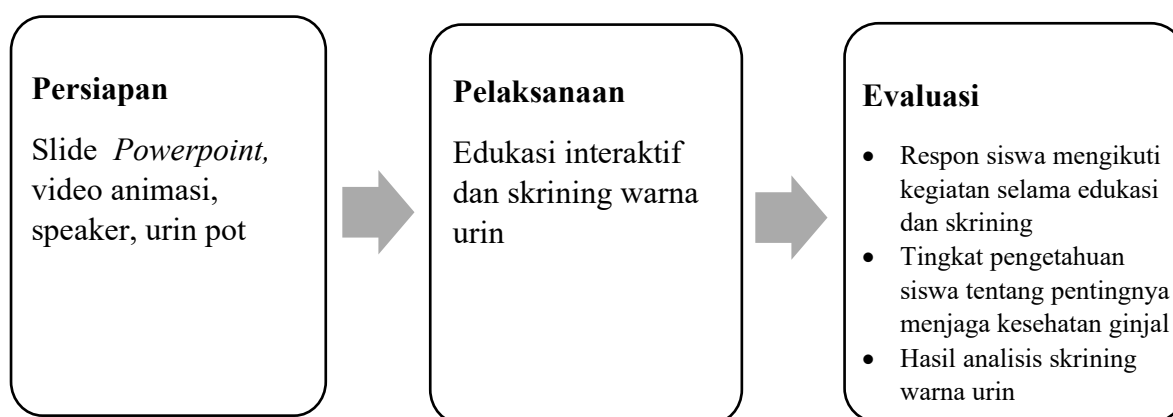 Persiapan
Slide Powerpoint,
video animasi,
speaker, urin pot
Pelaksanaan
Edukasi interaktif
dan skrining warna
urin
Evaluasi
• Respon siswa mengikuti
kegiatan selama edukasi
dan skrining
• Tingkat pengetahuan
siswa tentang pentingnya
menjaga kesehatan ginjal
• Hasil analisis skrining
warna urin